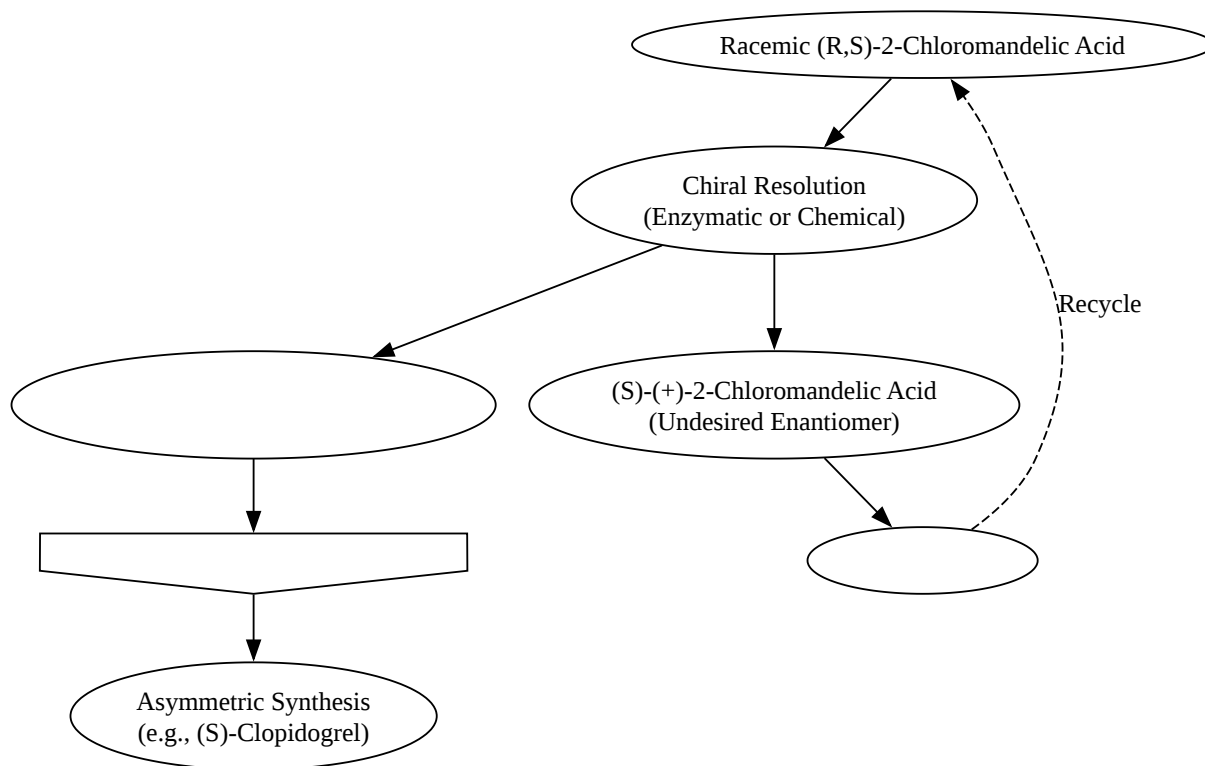 Racemic (R,S)-2-Chloromandelic Acid
Chiral Resolution
(Enzymatic or Chemical)
Recycle
(S)-(+)-2-Chloromandelic Acid
(Undesired Enantiomer)
Asymmetric Synthesis
(e.g., (S)-Clopidogrel)